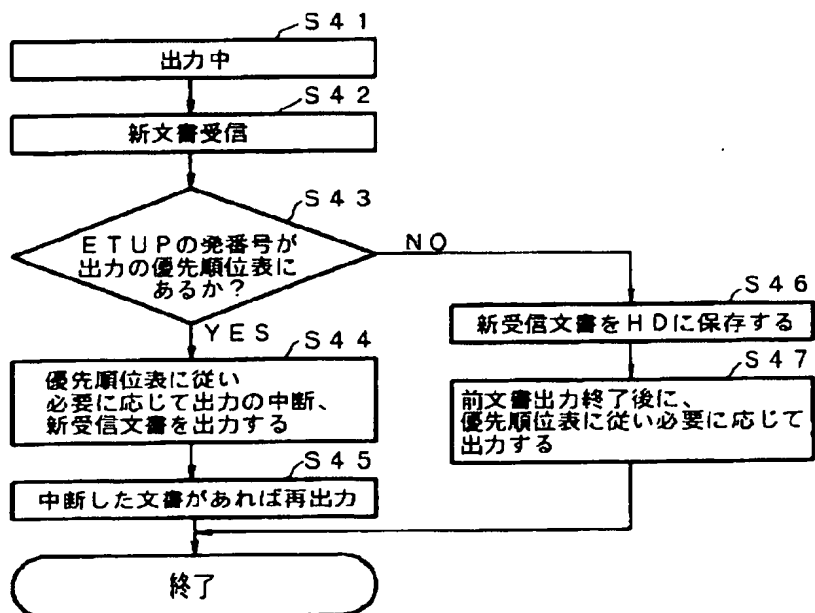 S41
出力中
S42
新文書受信
S43
ETUPの発番号が
出力の優先順位表に
あるか?
NO
YES
S44
優先順位表に従い
必要に応じて出力の中断、
新受信文書を出力する
S45
中断した文書があれば再出力
S46
新受信文書をHDに保存する
S47
前文書出力終了後に、
優先順位表に従い必要に応じて
出力する
終了